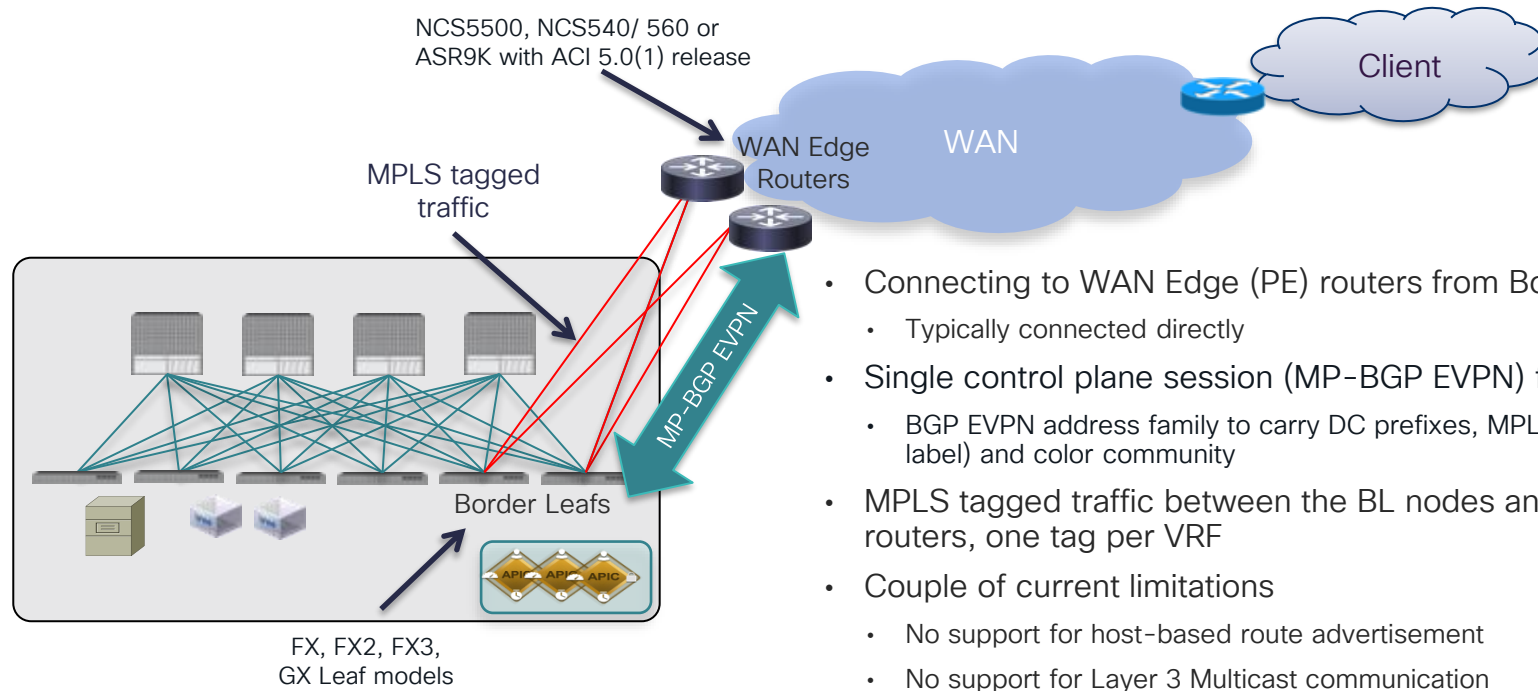 NCS5500, NCS540/ 560 or
ASR9K with ACI 5.0(1) release
Client
WAN
WAN Edge
Routers
MPLS tagged
traffic
MP-BGP EVPN
Border Leafs
APIC
APIC
APIC
FX, FX2, FX3,
GX Leaf models
• Connecting to WAN Edge (PE) routers from
• Typically connected directly
• Single control plane session (MP-BGP EVPN)
• BGP EVPN address family to carry DC prefixes,
label) and color community
• MPLS tagged traffic between the BL nodes
routers, one tag per VRF
• Couple of current limitations
• No support for host-based route advertisement
• No support for Layer 3 Multicast communication